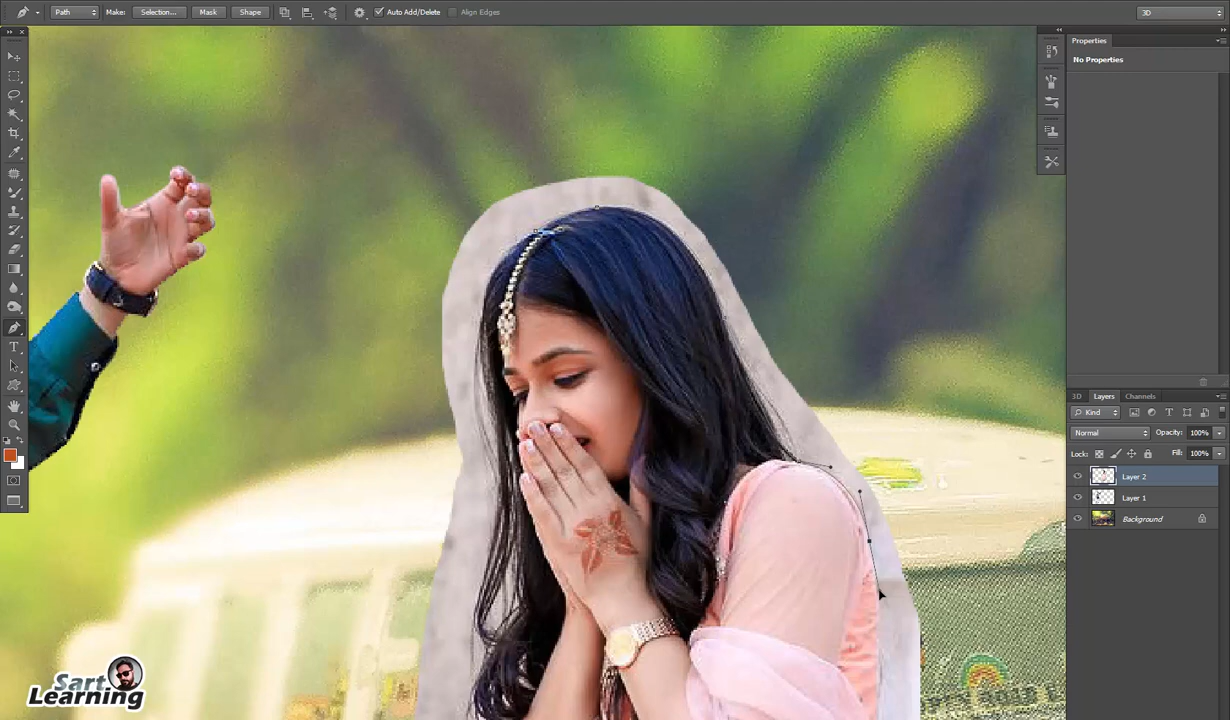 Path Make: Selection... Mask Shape Auto Add/Delete Align Edges 3D
Properties
No Properties
3D Layers Channels
Kind
Normal Opacity: 100%
Lock: Fill: 100%
Layer 2
Layer 1
Background
Sart
Learning